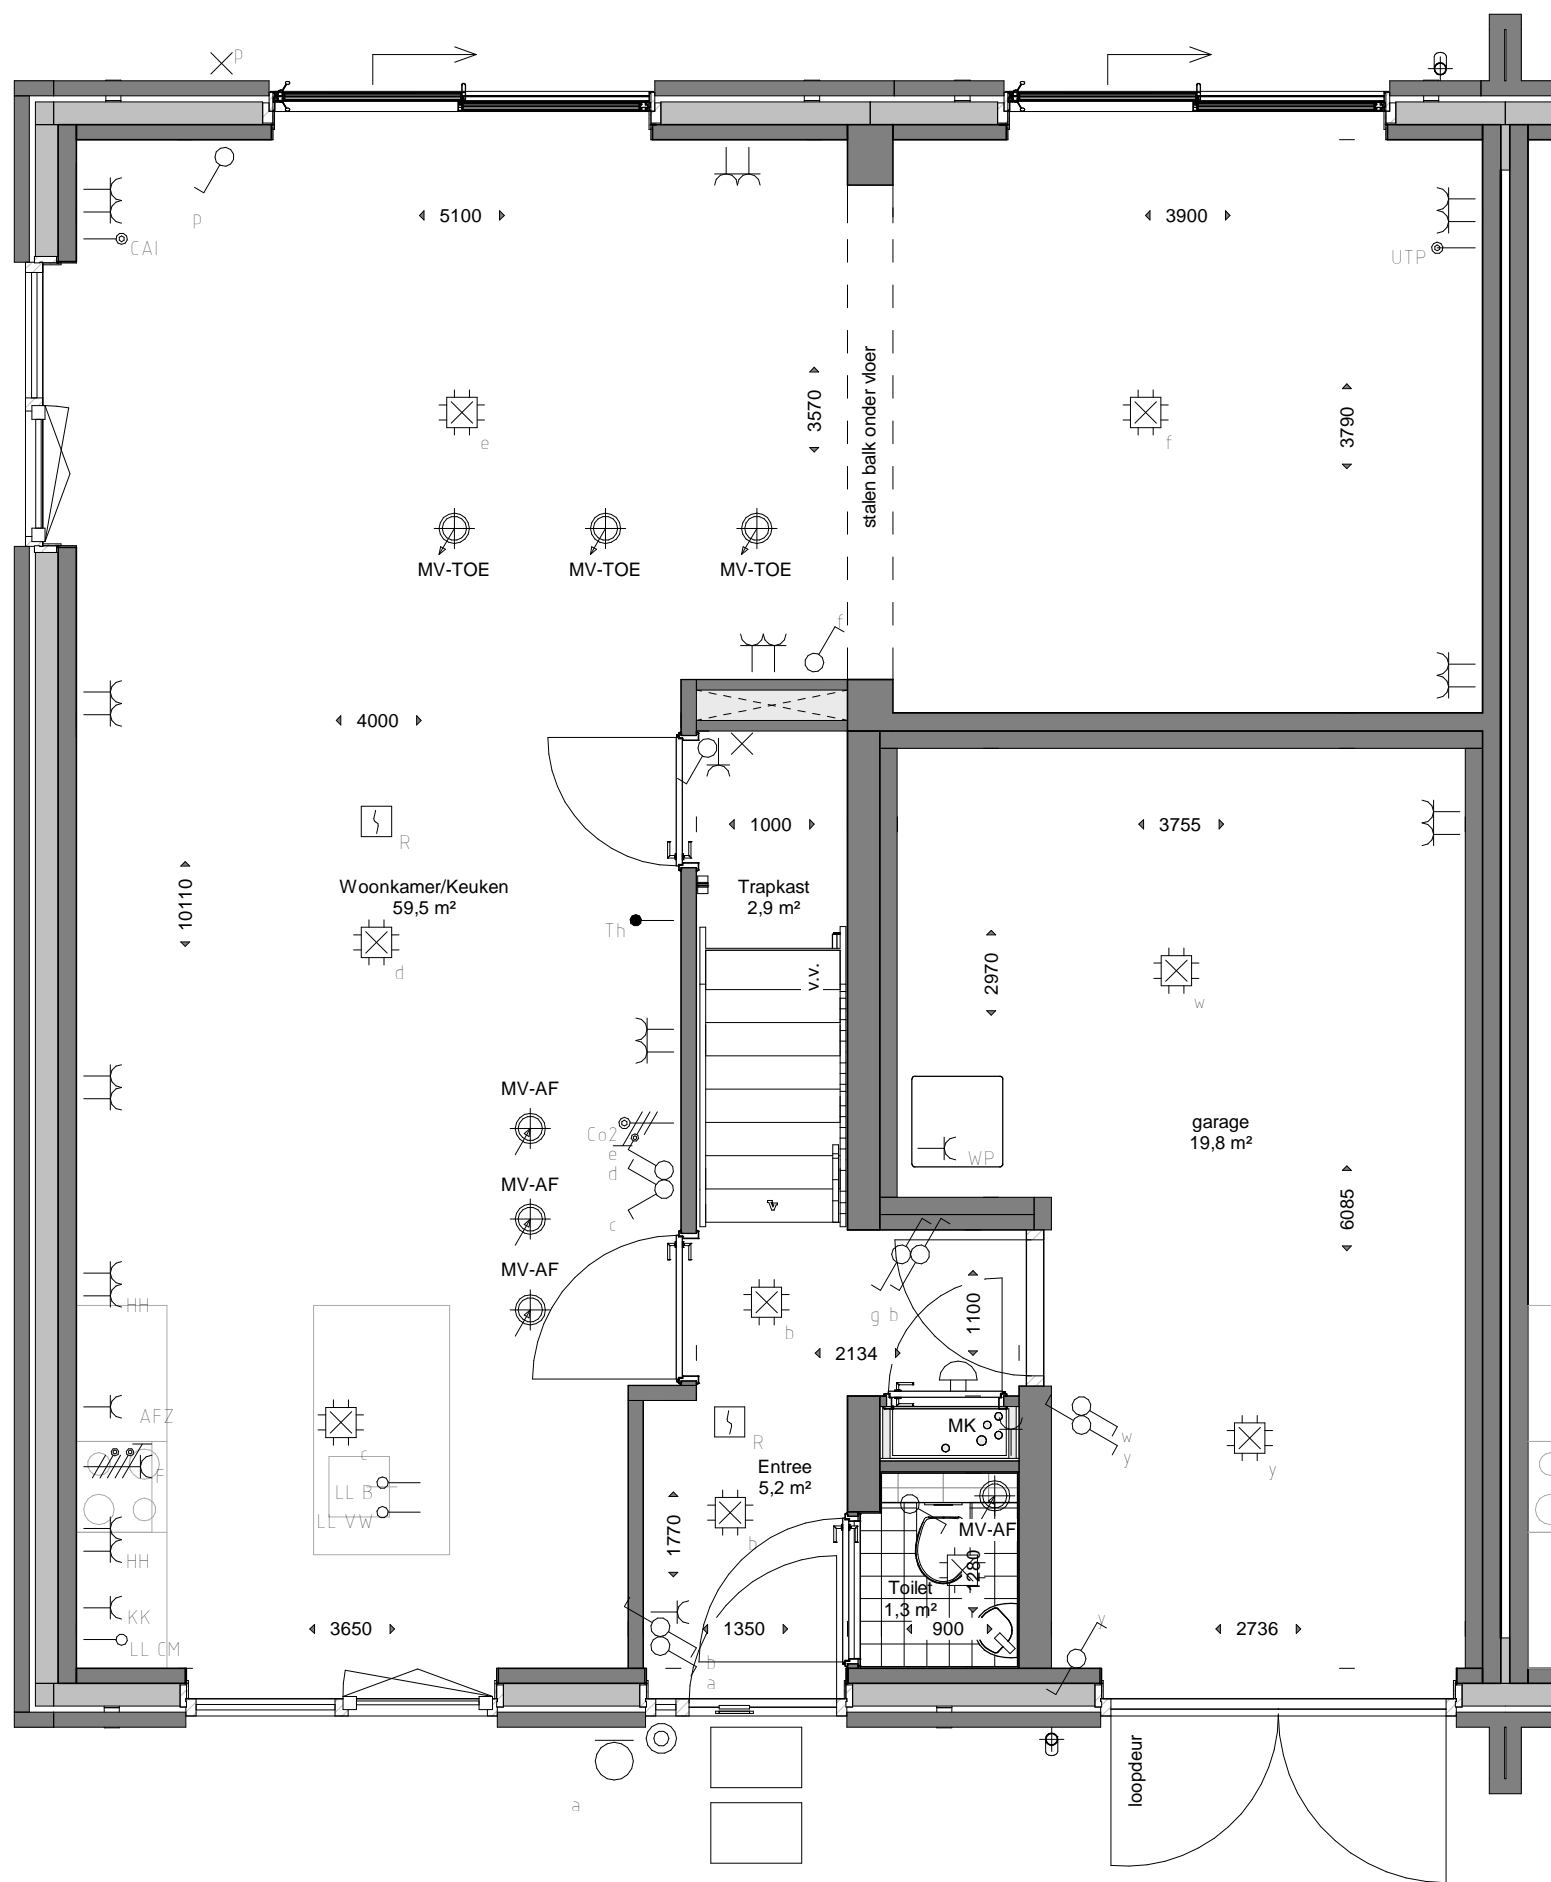 p
5100
3900
p
CAI
UTP
stalen balk onder vloer
3570
3790
e
f
MV-TOE
MV-TOE
MV-TOE
f
4000
1000
3755
R
Woonkamer/Keuken
59,5 m²
Trapkast
2,9 m²
10110
Th
d
v.v.
2970
w
MV-AF
garage
19,8 m²
Co2
e
d
WP
MV-AF
c
6085
MV-AF
HH
b
g b
1100
2134
AFZ
c
R
MK
w
y
y
F
Entree
5,2 m²
LL B
LL VW
MV-AF
1770
b
1280
HH
Toilet
1,3 m²
KK
LL CM
3650
1350
900
y
2736
b
a
loopdeur
a